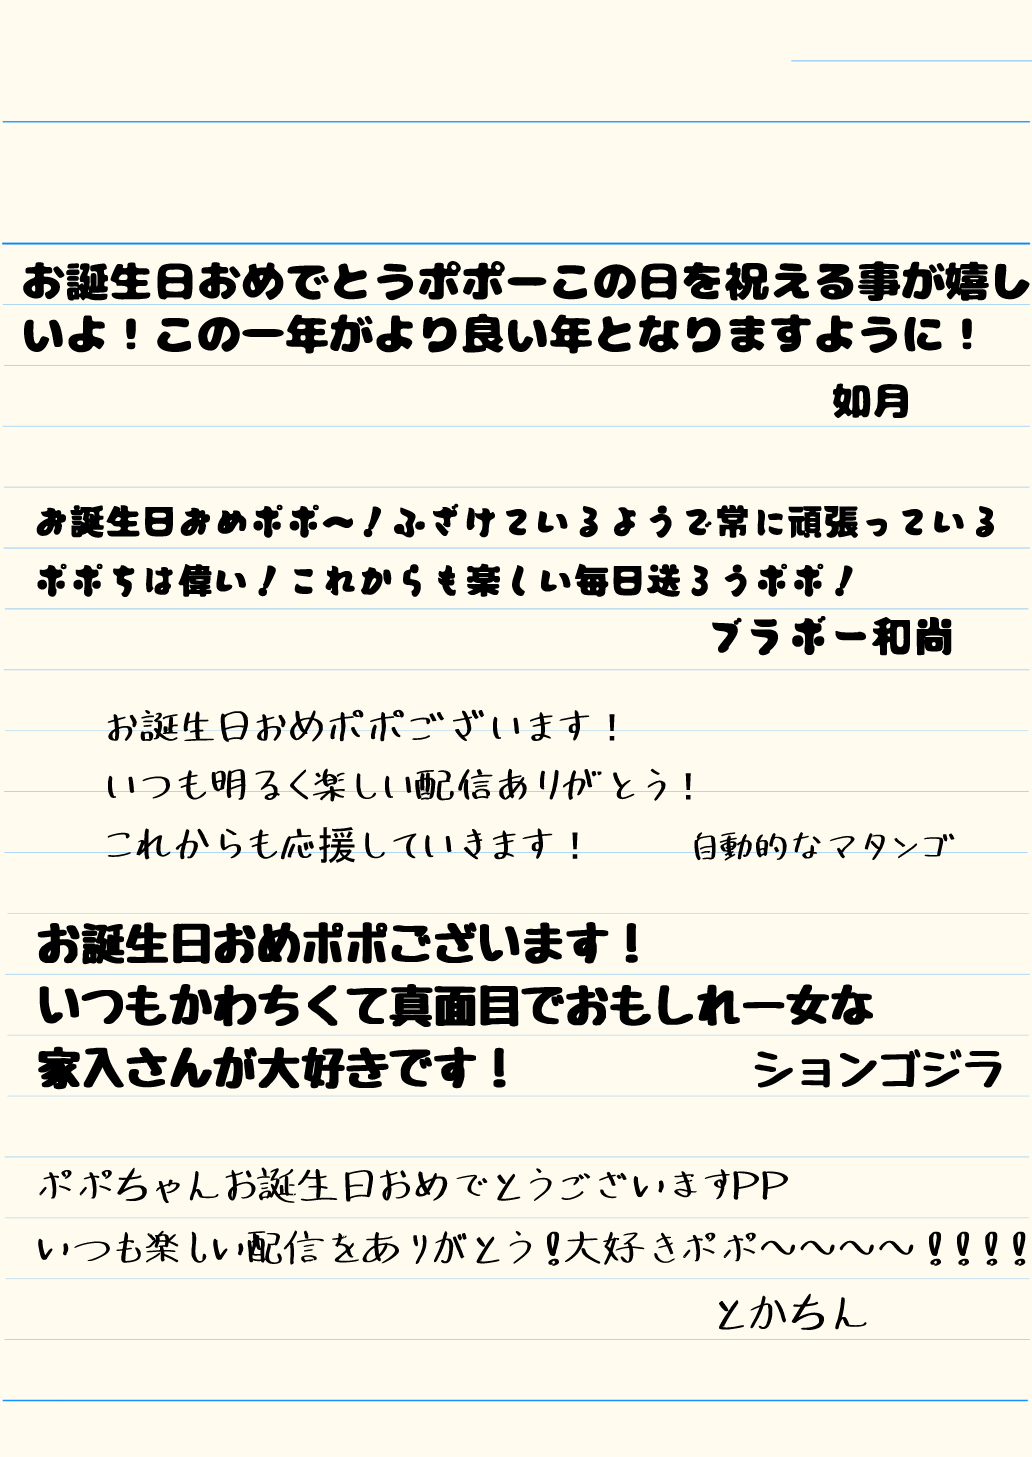 お誕生日おめでとうポポーこの日を祝える事が嬉し
いよ！この一年がより良い年となりますように！
如月
お誕生日おめポポ～！ふざけているようで常に頑張っている
ポポちは偉い！これからも楽しい毎日送ろうポポ！
ブラボー和尚
お誕生日おめポポございます！
いつも明るく楽しい配信ありがとう！
これからも応援していきます！ 自動的なマタンゴ
お誕生日おめポポございます！
いつもかわちくて真面目でおもしれー女な
家入さんが大好きです！ ションゴジラ
ポポちゃんお誕生日おめでとうございますPP
いつも楽しい配信をありがとう！大好きポポ～～～～！！！！
とかちん